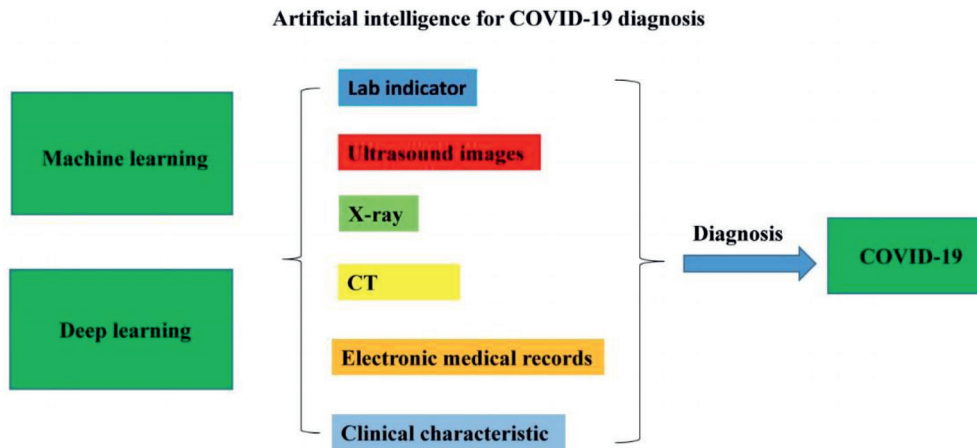 Artificial intelligence for COVID-19 diagnosis
Machine learning
Deep learning
Lab indicator
Ultrasound images
X-ray
CT
Electronic medical records
Clinical characteristic
Diagnosis
COVID-19